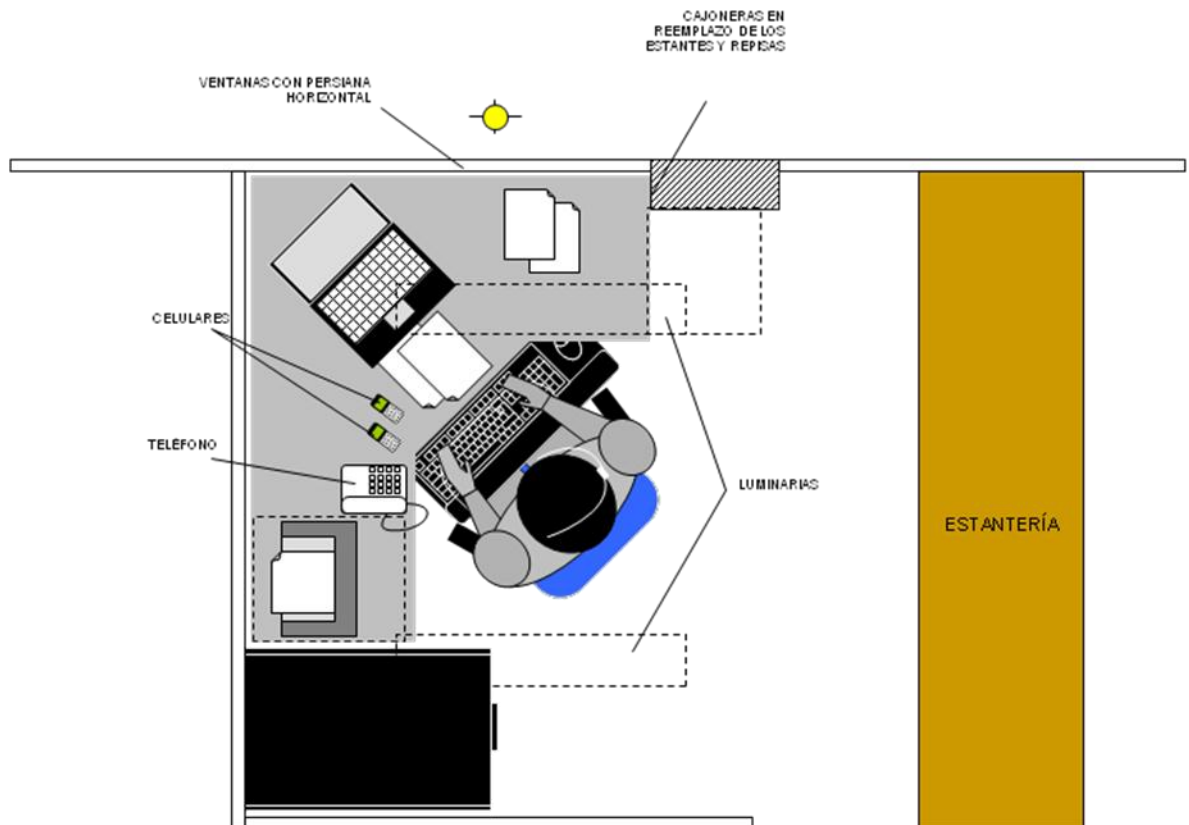 CAJONERAS EN
REEMPLAZO DE LOS
ESTANTES Y REPISAS
VENTANAS CON PERSIANA
HORIZONTAL
CELULARES
TELÉFONO
LUMINARIAS
ESTANTERÍA